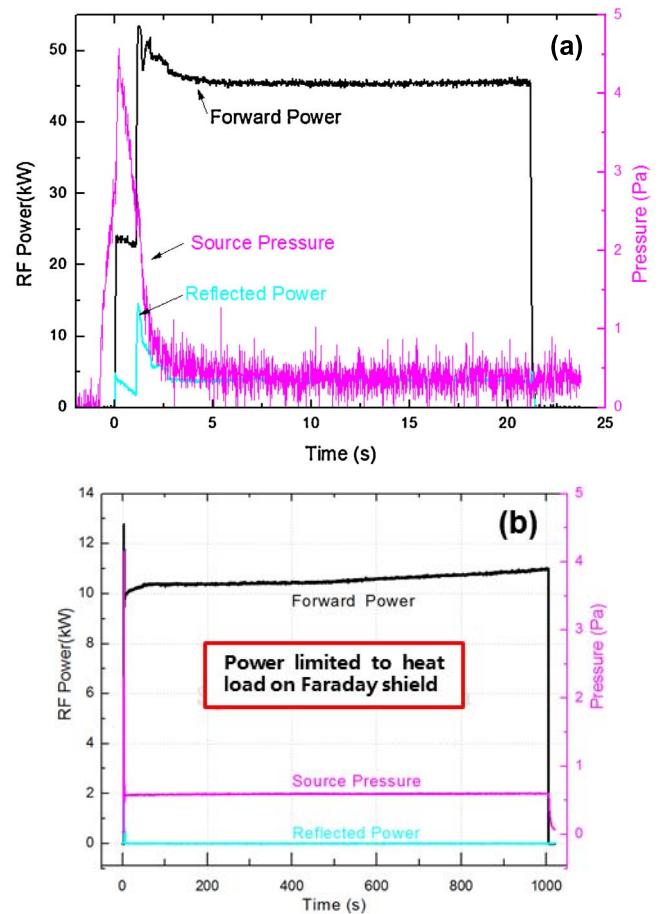 (a)
50
40
30
20
10
0
RF Power(kW)
5
4
3
2
1
0
Pressure (Pa)
Forward Power
Source Pressure
Reflected Power
0 5 10 15 20 25
Time (s)
(b)
14
12
10
8
6
4
2
0
RF Power(kW)
5
4
3
2
1
0
Pressure (Pa)
Forward Power
Power limited to heat
load on Faraday shield
Source Pressure
Reflected Power
0 200 400 600 800 1000
Time (s)